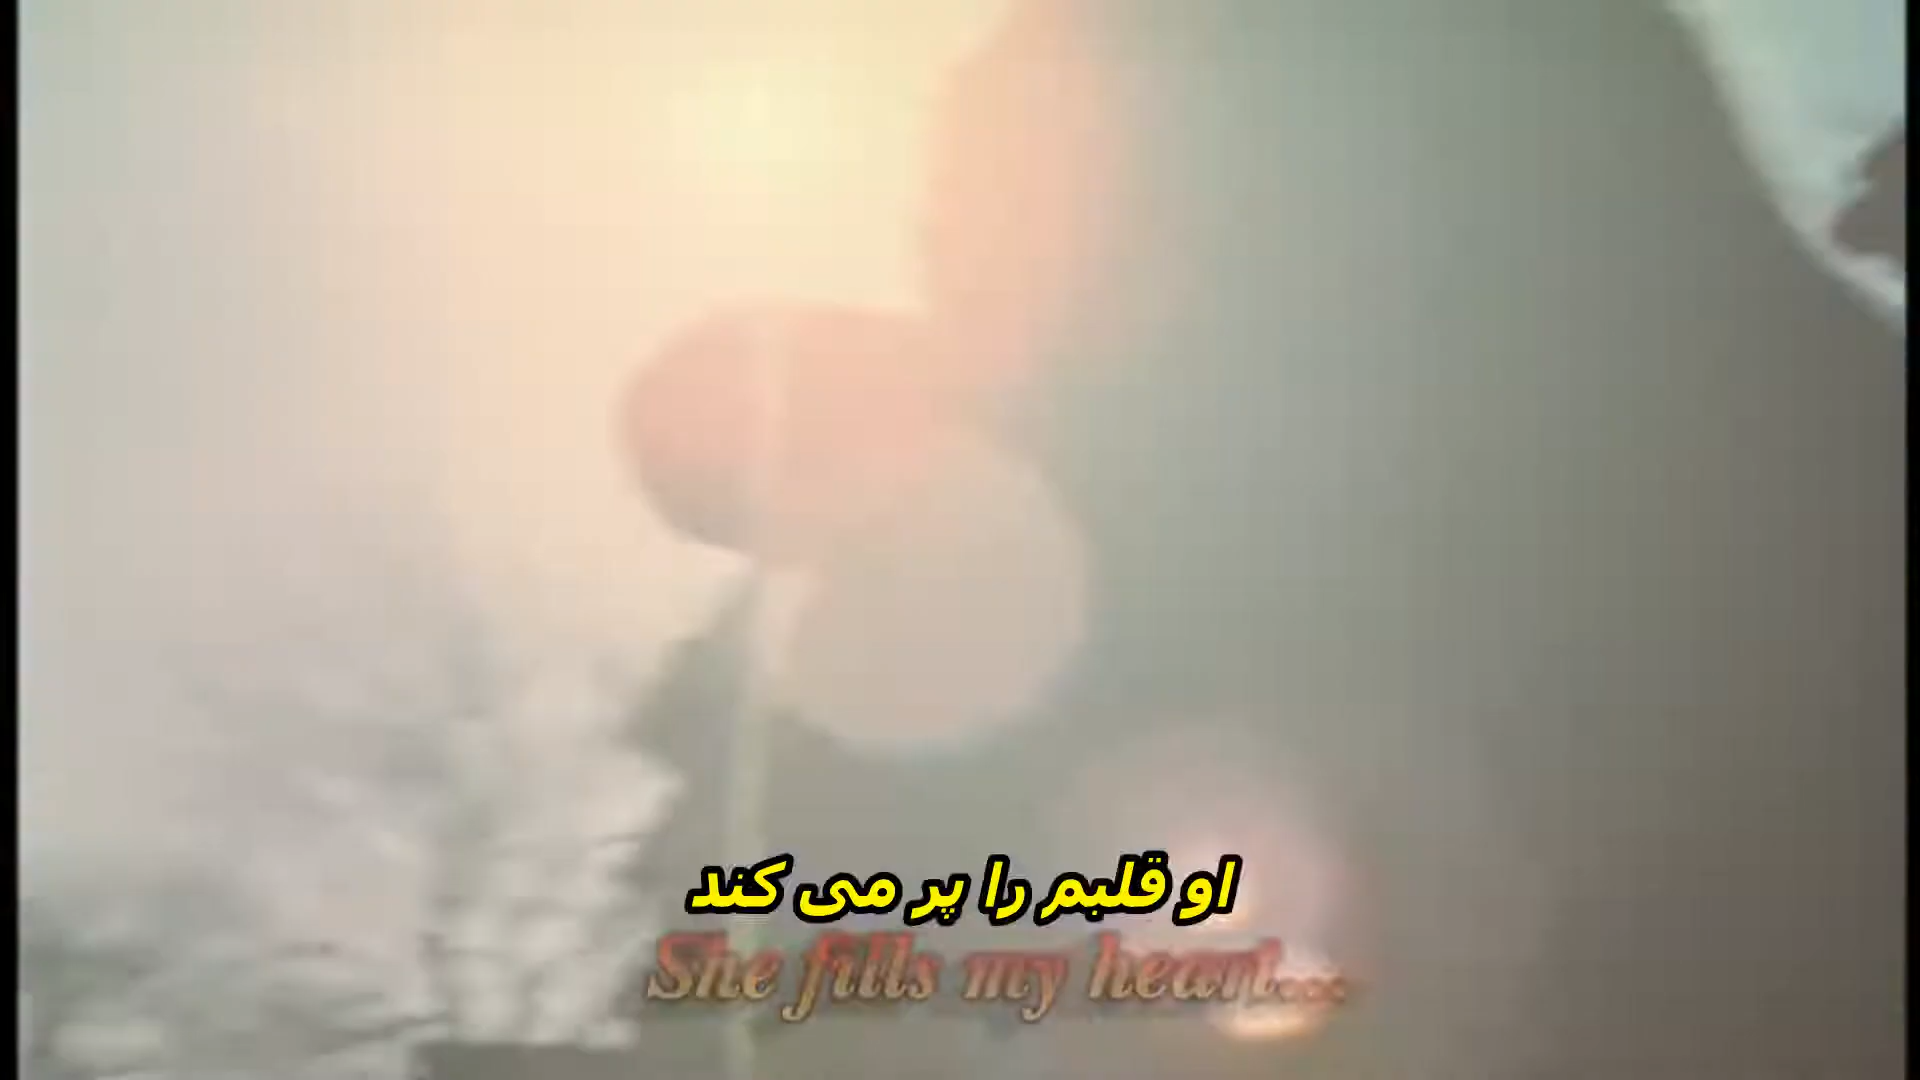 او قلبم را پر می کند
She fills my heart....